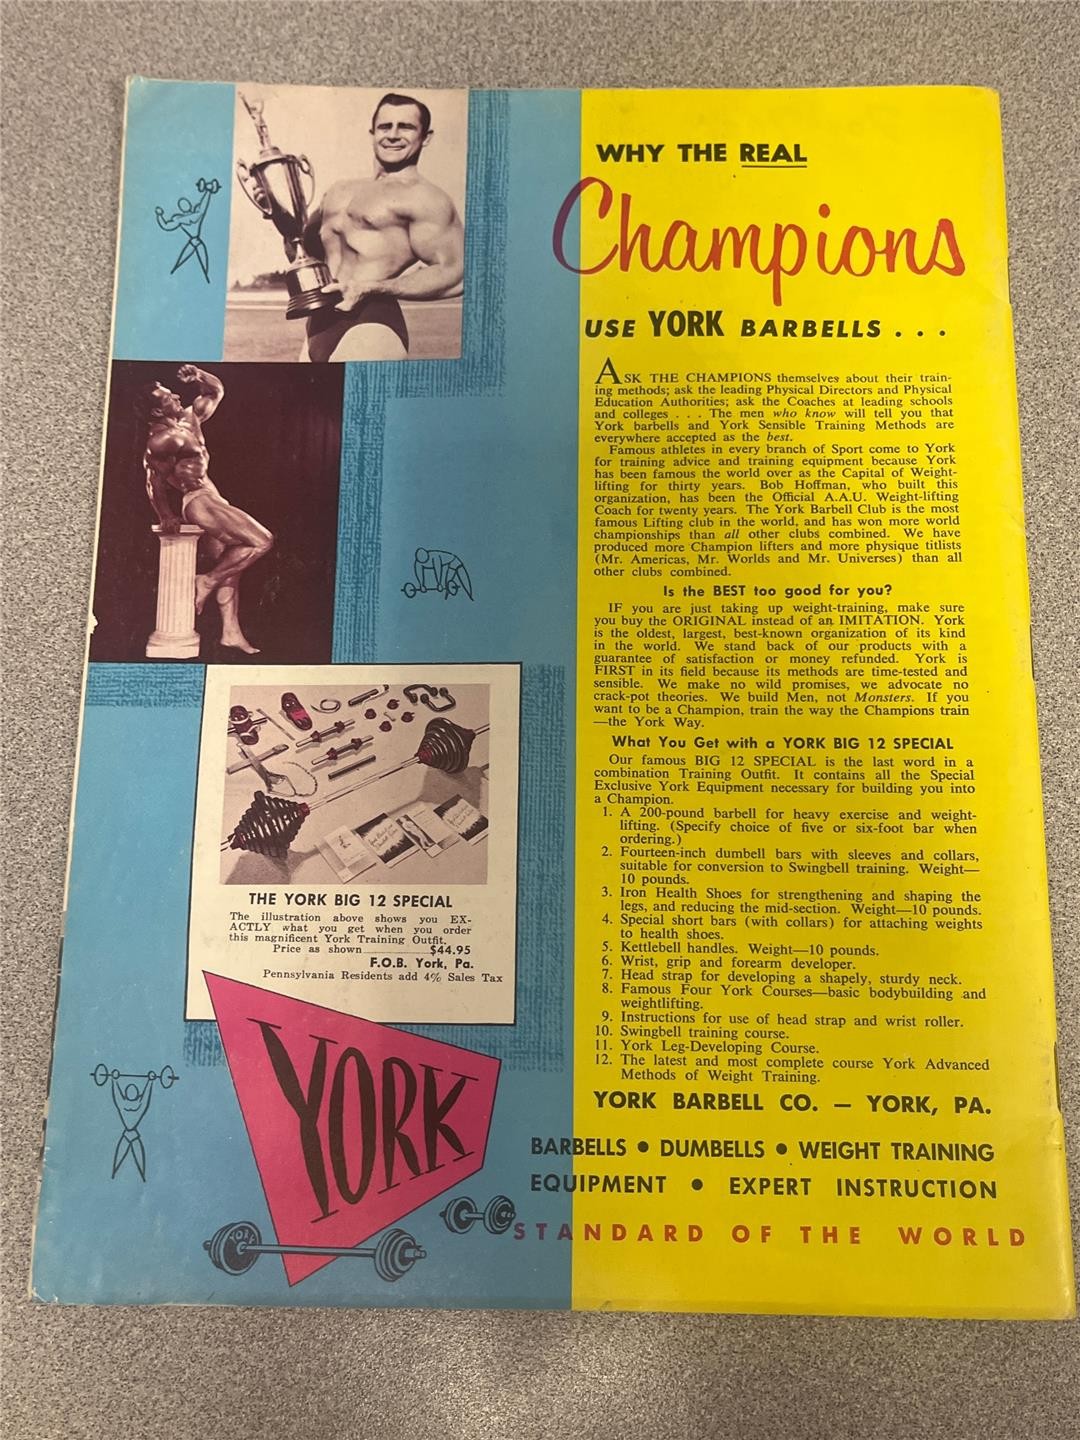 WHY THE REAL
Champions
USE YORK BARBELLS . . .
ASK THE CHAMPIONS themselves about their train-
ing methods; ask the leading Physical Directors and Physical
Education Authorities; ask the Coaches at leading schools
and colleges . . . The men who know will tell you that
York barbells and York Sensible Training Methods are
everywhere accepted as the best.
Famous athletes in every branch of Sport come to York
for training advice and training equipment because York
has been famous the world over as the Capital of Weight-
lifting for thirty years. Bob Hoffman, who built this
organization, has been the Official A.A.U. Weight-lifting
Coach for twenty years. The York Barbell Club is the most
famous Lifting club in the world, and has won more world
championships than all other clubs combined. We have
produced more Champion lifters and more physique titlists
(Mr. Americas, Mr. Worlds and Mr. Universes) than all
other clubs combined.
Is the BEST too good for you?
IF you are just taking up weight-training, make sure
you buy the ORIGINAL instead of an IMITATION. York
is the oldest, largest, best-known organization of its kind
in the world. We stand back of our products with a
guarantee of satisfaction or money refunded. York is
FIRST in its field because its methods are time-tested and
sensible. We make no wild promises, we advocate no
crack-pot theories. We build Men, not Monsters. If you
want to be a Champion, train the way the Champions train
—the York Way.
What You Get with a YORK BIG 12 SPECIAL
Our famous BIG 12 SPECIAL is the last word in a
combination Training Outfit. It contains all the Special
Exclusive York Equipment necessary for building you into
a Champion.
1. A 200-pound barbell for heavy exercise and weight-
lifting. (Specify choice of five or six-foot bar when
ordering.)
2. Fourteen-inch dumbell bars with sleeves and collars,
suitable for conversion to Swingbell training. Weight—
10 pounds.
3. Iron Health Shoes for strengthening and shaping the
legs, and reducing the mid-section. Weight—10 pounds.
4. Special short bars (with collars) for attaching weights
to health shoes.
5. Kettlebell handles. Weight—10 pounds.
6. Wrist, grip and forearm developer.
7. Head strap for developing a shapely, sturdy neck.
8. Famous Four York Courses—basic bodybuilding and
weightlifting.
9. Instructions for use of head strap and wrist roller.
10. Swingbell training course.
11. York Leg-Developing Course.
12. The latest and most complete course York Advanced
Methods of Weight Training.
YORK BARBELL CO. — YORK, PA.
BARBELLS • DUMBELLS • WEIGHT TRAINING
EQUIPMENT • EXPERT INSTRUCTION
STANDARD OF THE WORLD
THE YORK BIG 12 SPECIAL
The illustration above shows you EX-
ACTLY what you get when you order
this magnificent York Training Outfit.
Price as shown $44.95
F.O.B. York, Pa.
Pennsylvania Residents add 4% Sales Tax
YORK
YORK